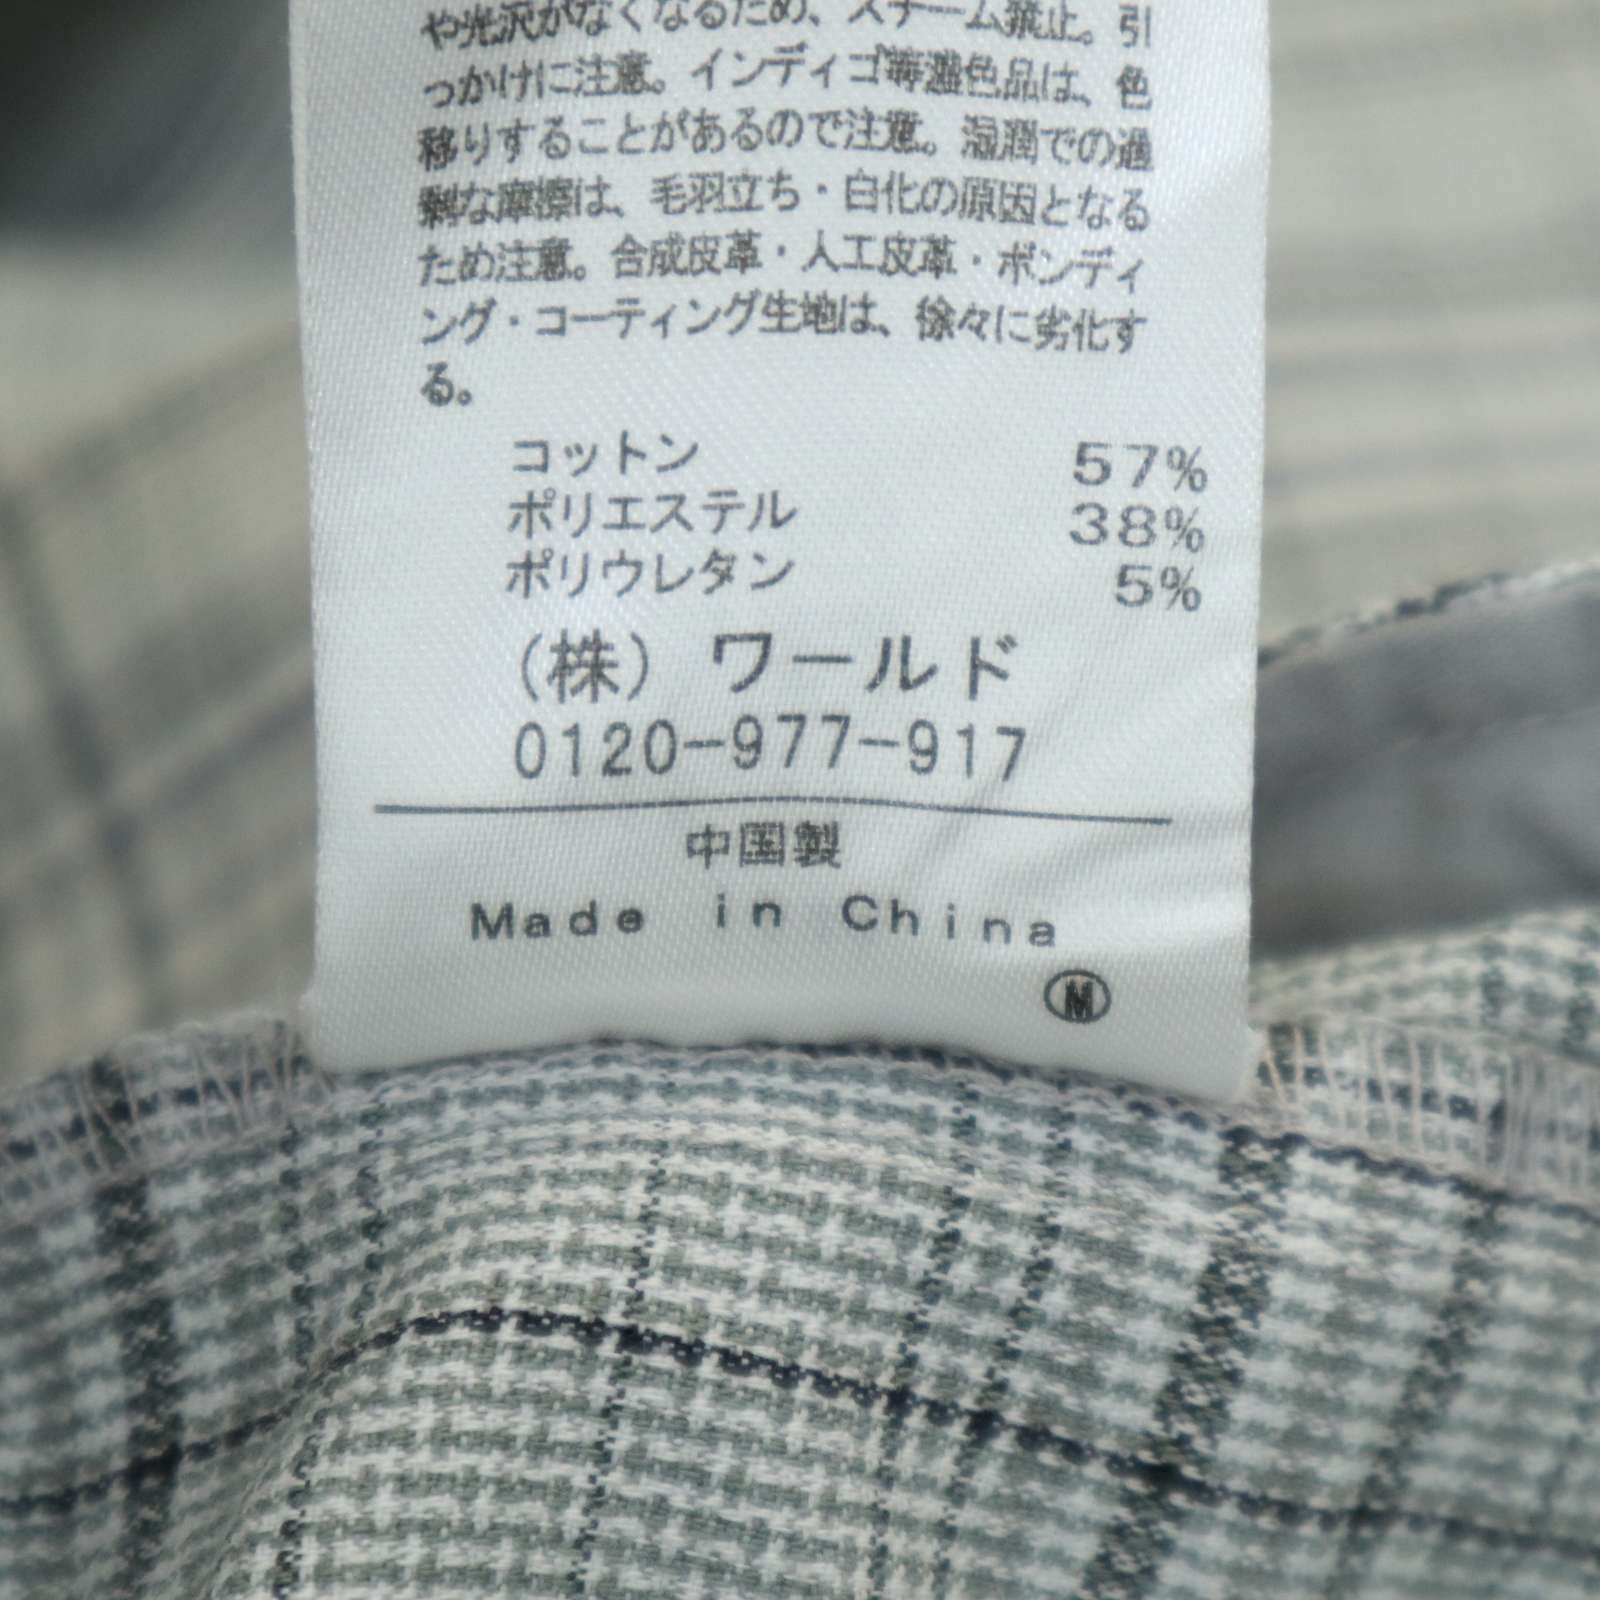 や光沢がなくなるため、スチーム禁止。引
っかけに注意。インディゴ等濃色品は、色
移りすることがあるので注意。湿潤での過
剰な摩擦は、毛羽立ち・白化の原因となる
ため注意。合成皮革・人工皮革・ボンディ
ング・コーティング生地は、徐々に劣化す
る。
コットン 57%
ポリエステル 38%
ポリウレタン 5%
(株) ワールド
0120-977-917
中国製
Made in China
M